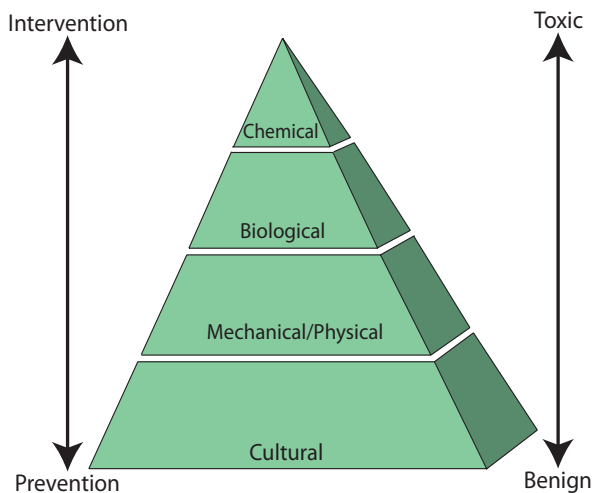 Intervention
Toxic
Chemical
Biological
Mechanical/Physical
Cultural
Prevention
Benign